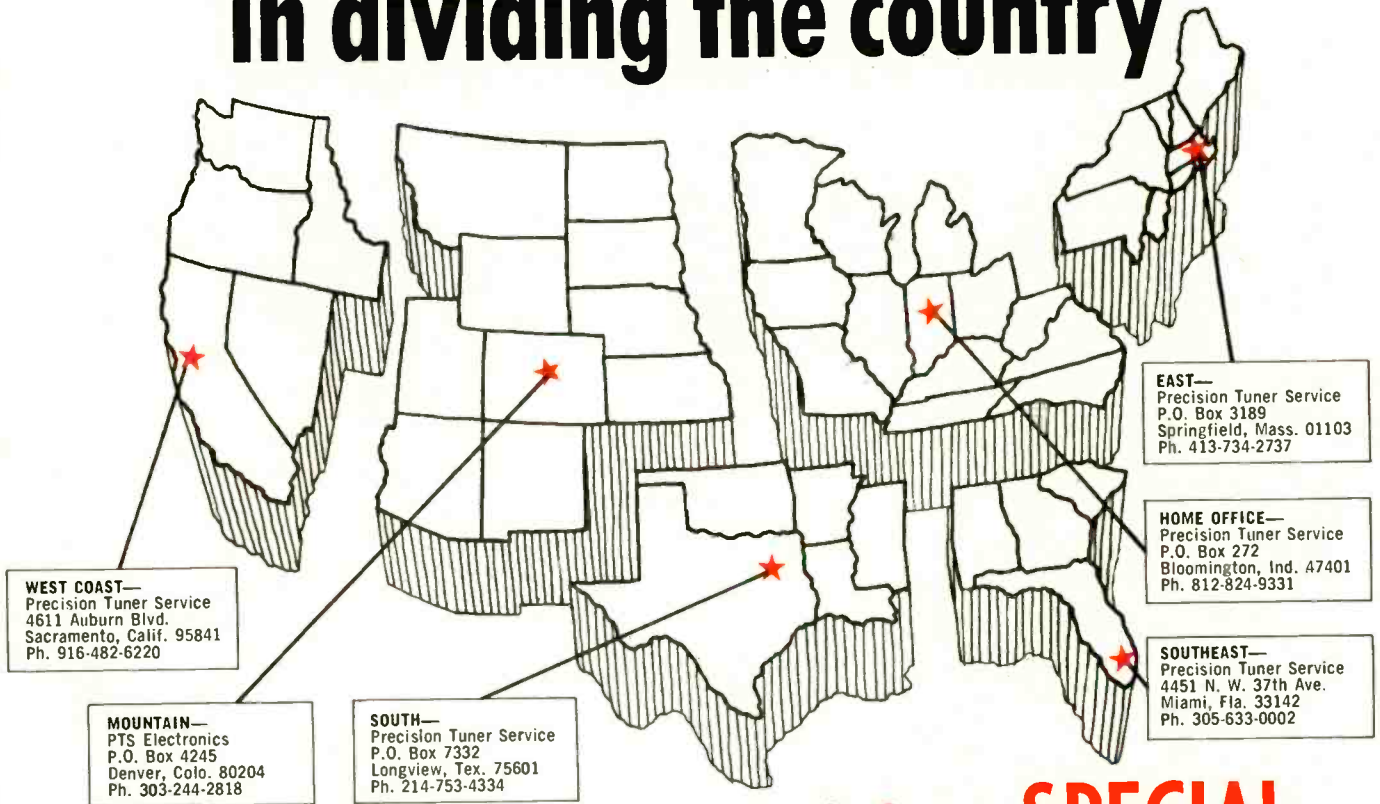 in dividing the country
EAST—
Precision Tuner Service
P.O. Box 3189
Springfield, Mass. 01103
Ph. 413-734-2737
HOME OFFICE—
Precision Tuner Service
P.O. Box 272
Bloomington, Ind. 47401
Ph. 812-824-9331
WEST COAST—
Precision Tuner Service
4611 Auburn Blvd.
Sacramento, Calif. 95841
Ph. 916-482-6220
SOUTHEAST—
Precision Tuner Service
4451 N. W. 37th Ave.
Miami, Fla. 33142
Ph. 305-633-0002
MOUNTAIN—
PTS Electronics
P.O. Box 4245
Denver, Colo. 80204
Ph. 303-244-2818
SOUTH—
Precision Tuner Service
P.O. Box 7332
Longview, Tex. 75601
Ph. 214-753-4334
SPECIAL